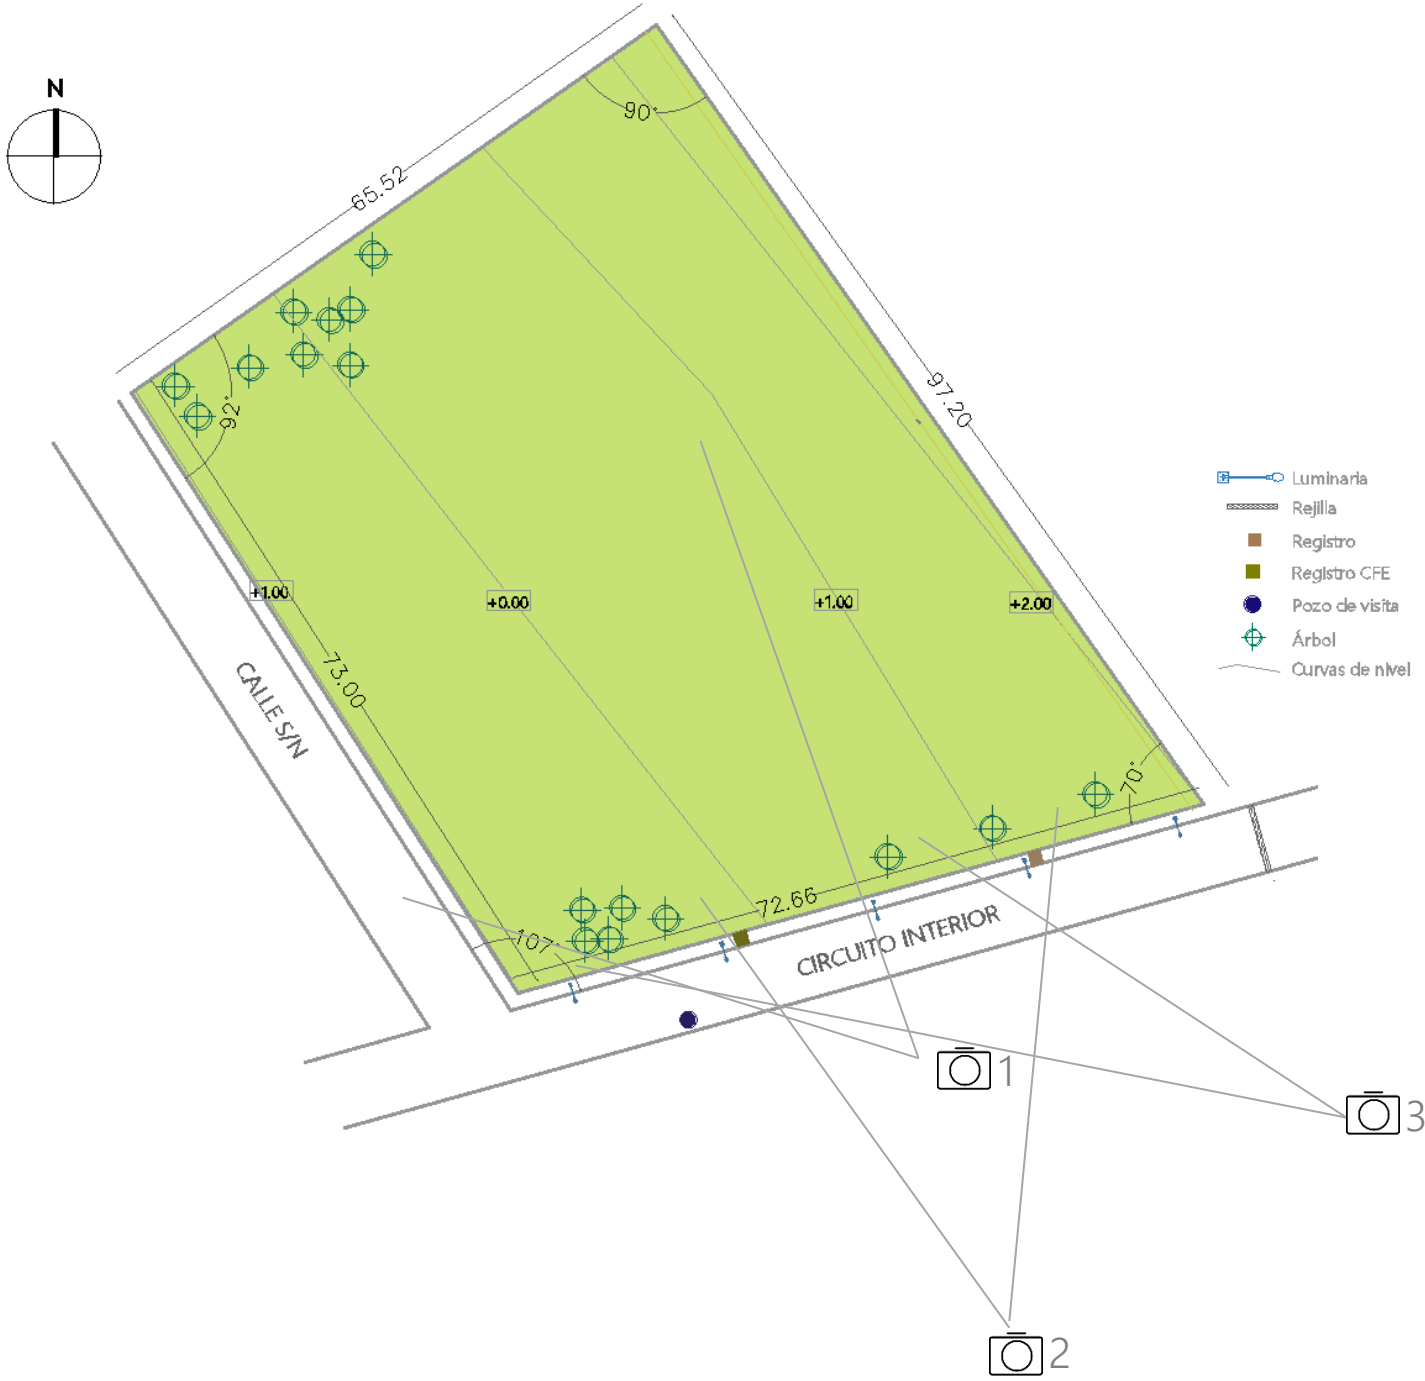 N
90°
65.52
97.20
92°
Luminaria
Rejilla
Registro
Registro CFE
Pozo de visita
Árbol
Curvas de nivel
+1.00
+0.00
+1.00
+2.00
73.00
CALLE S/N
70°
72.66
107°
CIRCUITO INTERIOR
1
3
2